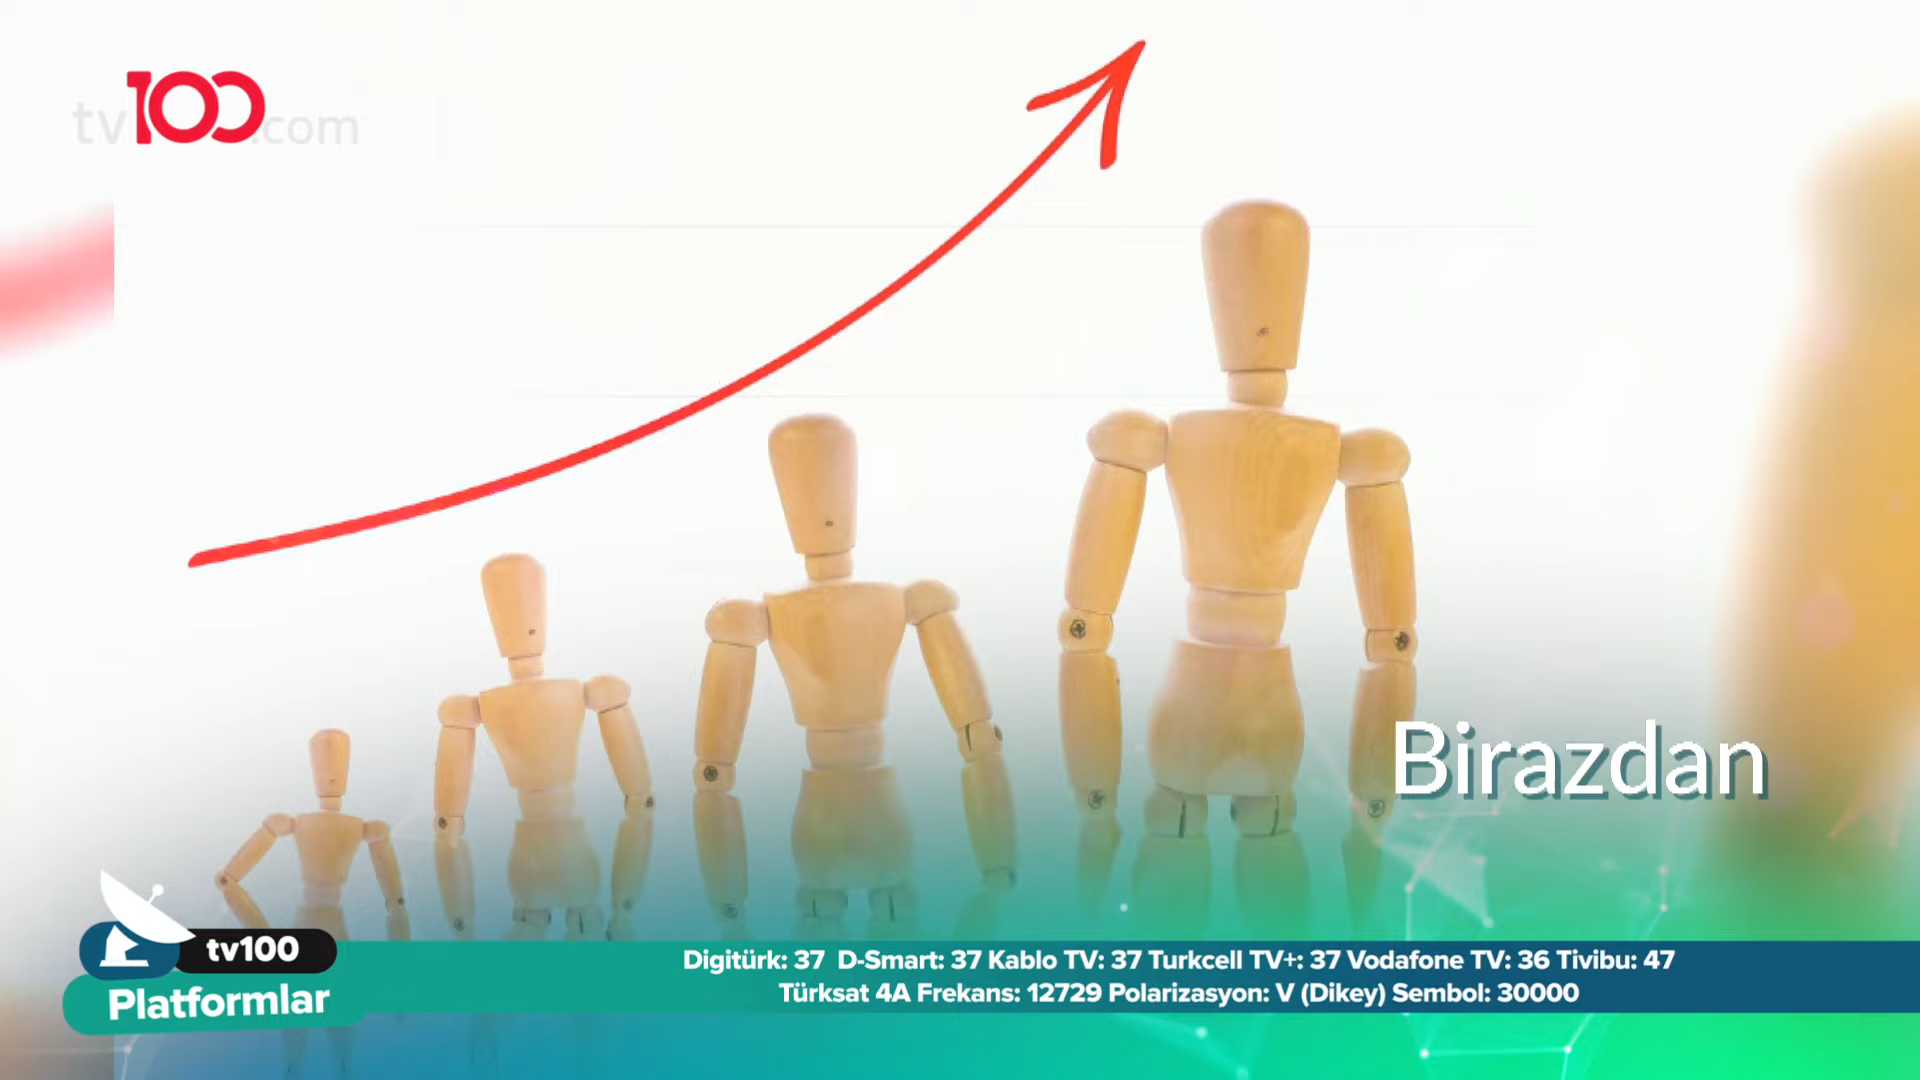 tv100.com
Birazdan
tv100
Platformlar
Digitürk: 37 D-Smart: 37 Kablo TV: 37 Turkcell TV+: 37 Vodafone TV: 36 Tivibu: 47
Türksat 4A Frekans: 12729 Polarizasyon: V (Dikey) Sembol: 30000